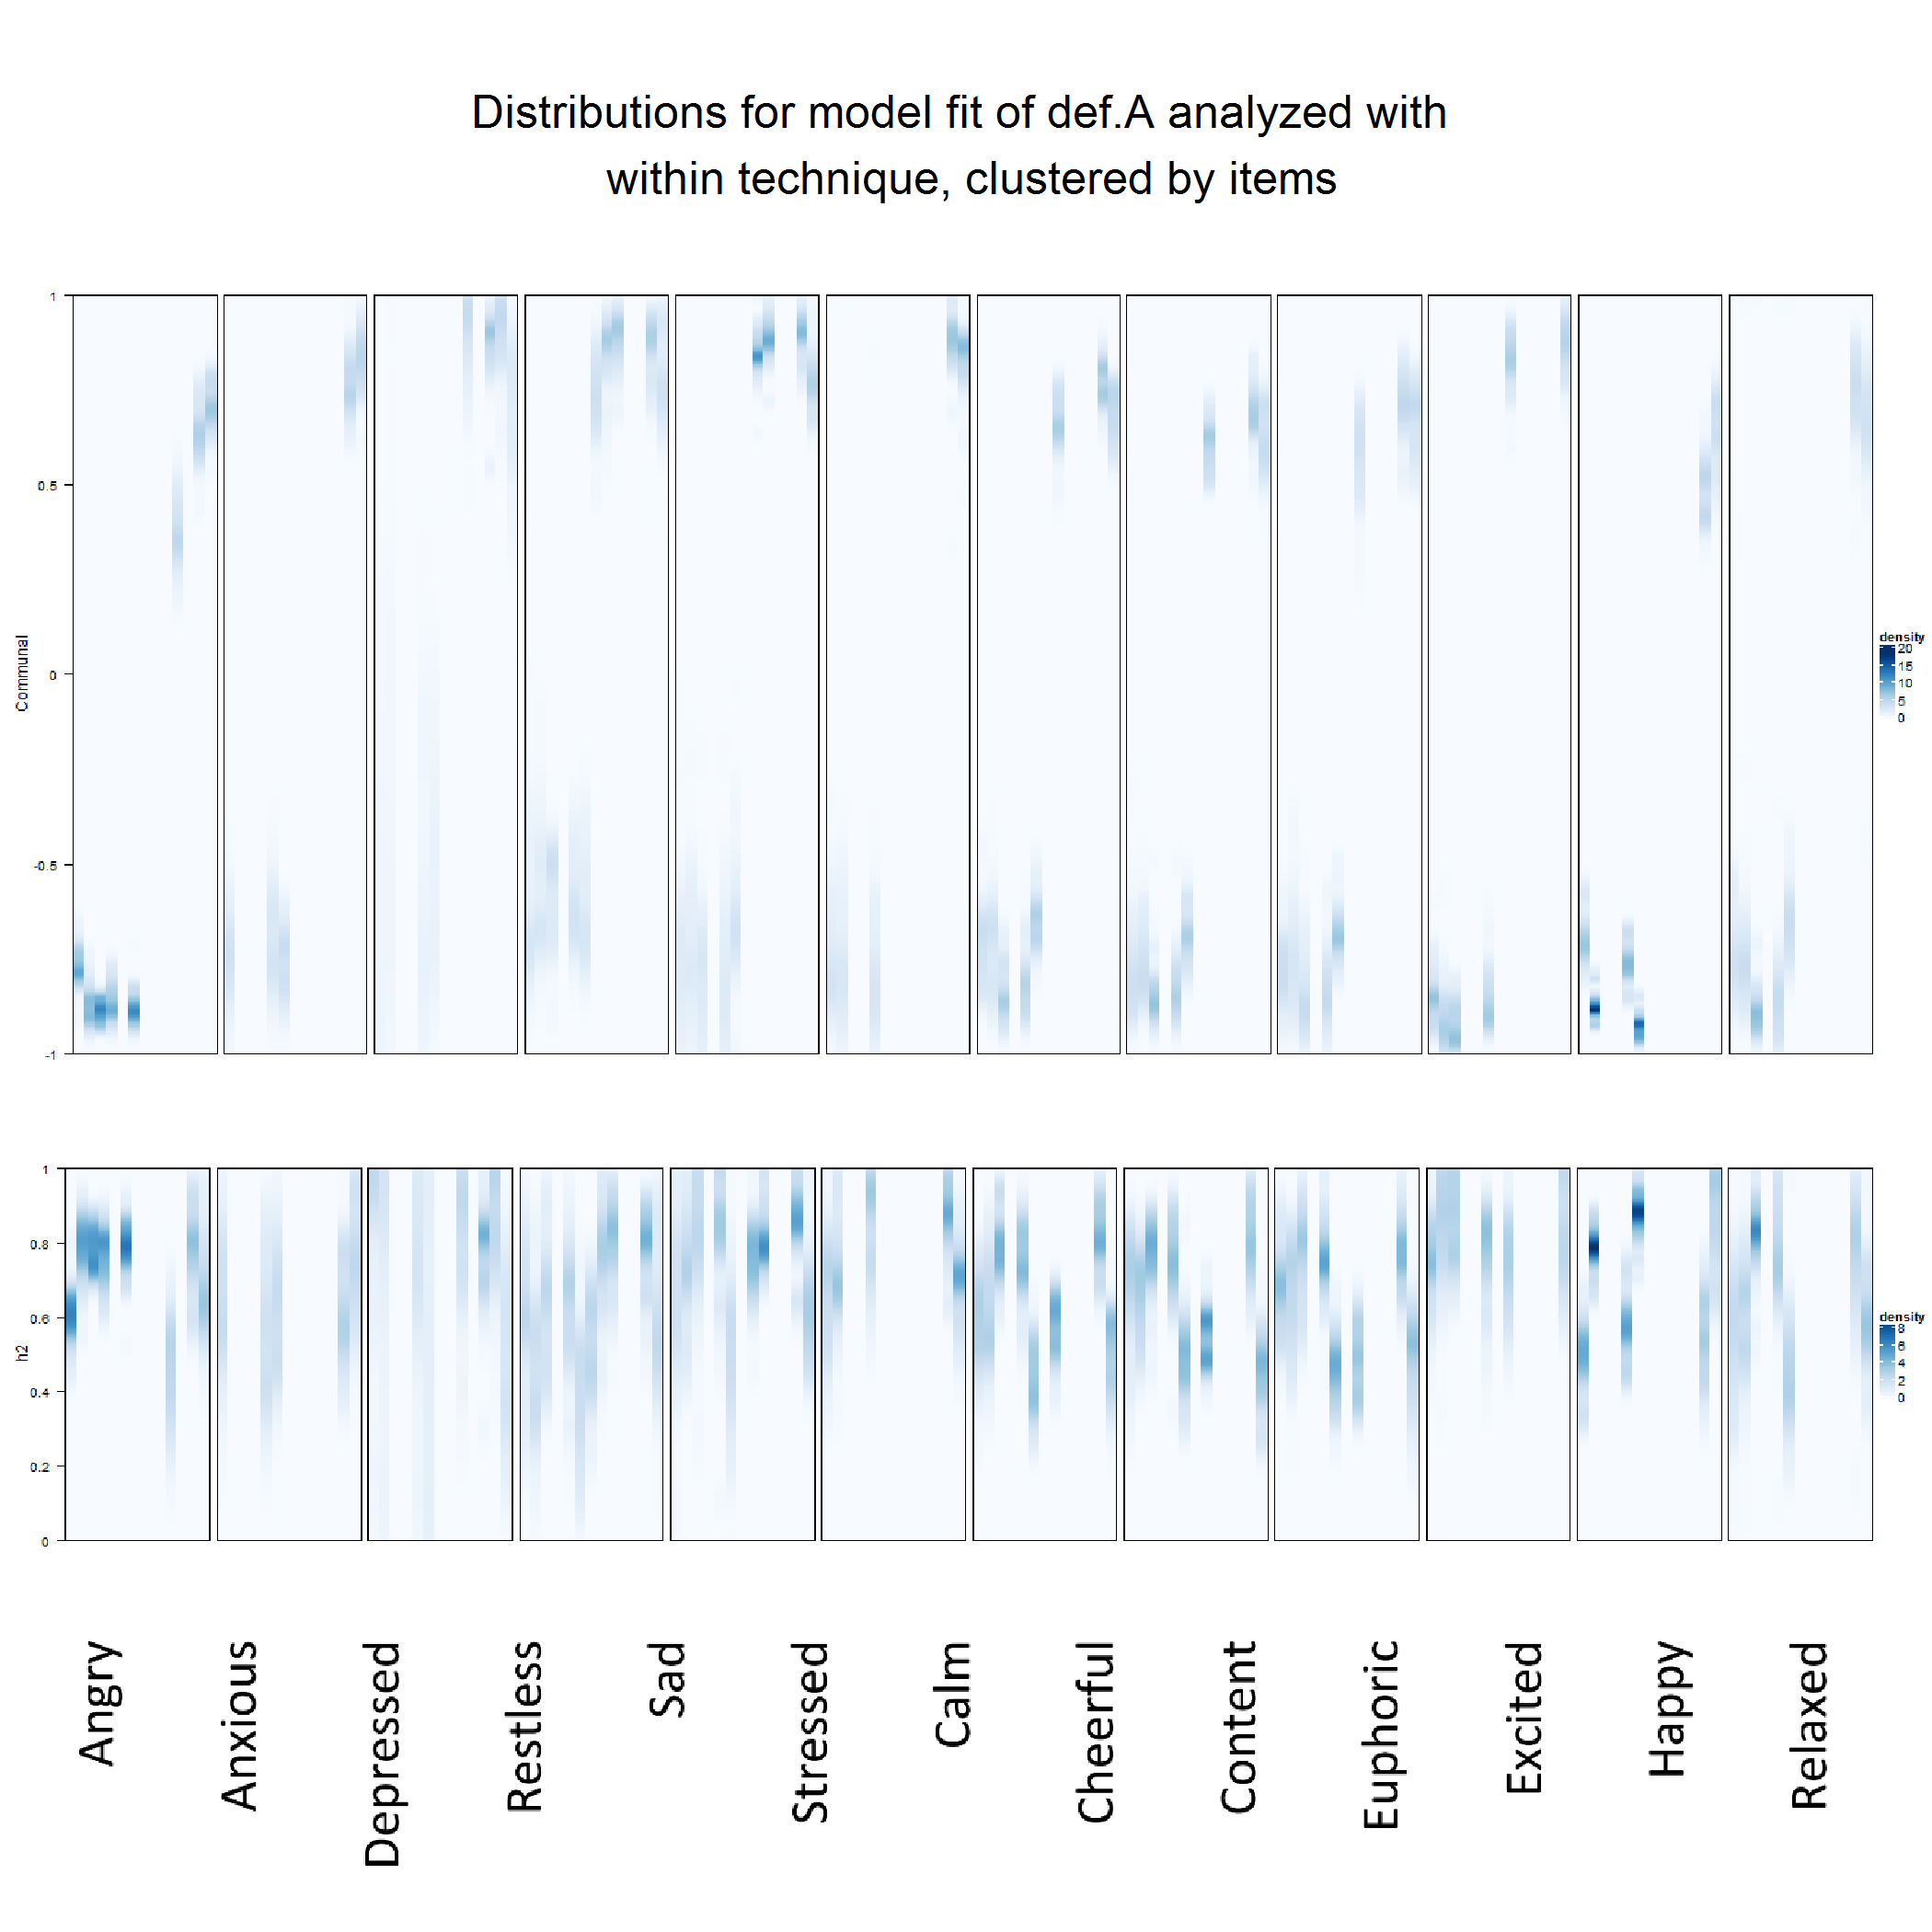 Distributions for model fit of def.A analyzed with
within technique, clustered by items
1
0.5
0
-0.5
-1
Communal
density
20
15
10
5
0
1
0.8
0.6
0.4
0.2
0
h2
density
8
6
4
2
0
Angry
Anxious
Depressed
Restless
Sad
Stressed
Calm
Cheerful
Content
Euphoric
Excited
Happy
Relaxed